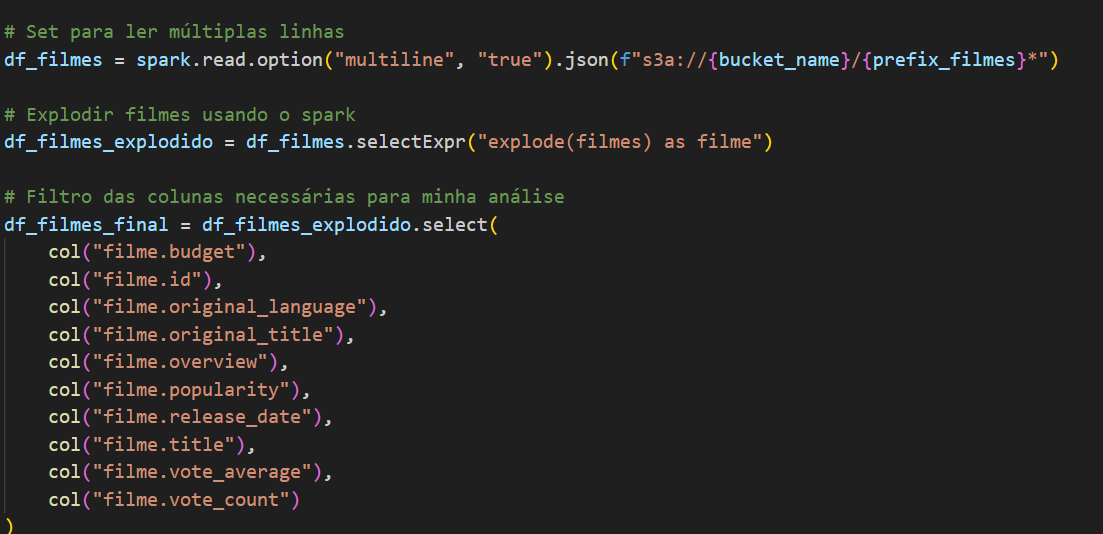 # Set para ler múltiplas linhas
df_filmes = spark.read.option("multiline", "true").json(f"s3a://{bucket_name}/{prefix_filmes}*")
# Explodir filmes usando o spark
df_filmes_explodido = df_filmes.selectExpr("explode(filmes) as filme")
# Filtro das colunas necessárias para minha análise
df_filmes_final = df_filmes_explodido.select(
    col("filme.budget"),
    col("filme.id"),
    col("filme.original_language"),
    col("filme.original_title"),
    col("filme.overview"),
    col("filme.popularity"),
    col("filme.release_date"),
    col("filme.title"),
    col("filme.vote_average"),
    col("filme.vote_count")
)